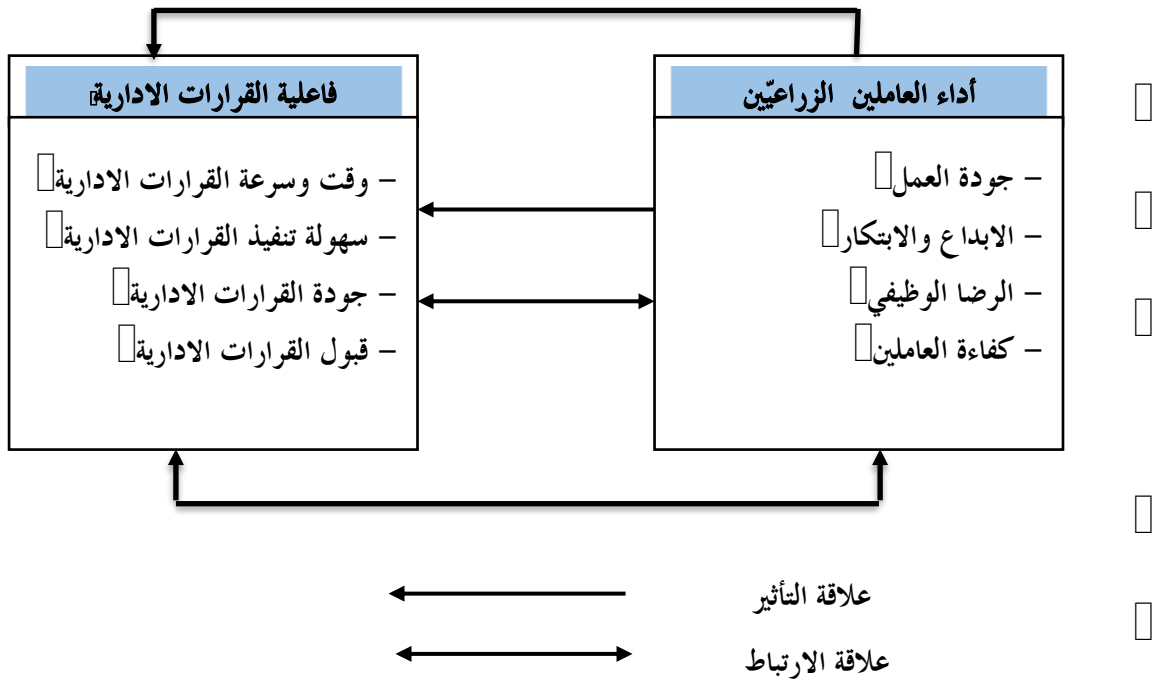 أداء العاملين الزراعيّين
– جودة العمل
– الابداع والابتكار
– الرضا الوظيفي
– كفاءة العاملين
فاعلية القرارات الادارية
– وقت وسرعة القرارات الادارية
– سهولة تنفيذ القرارات الادارية
– جودة القرارات الادارية
– قبول القرارات الادارية
علاقة التأثير
علاقة الارتباط